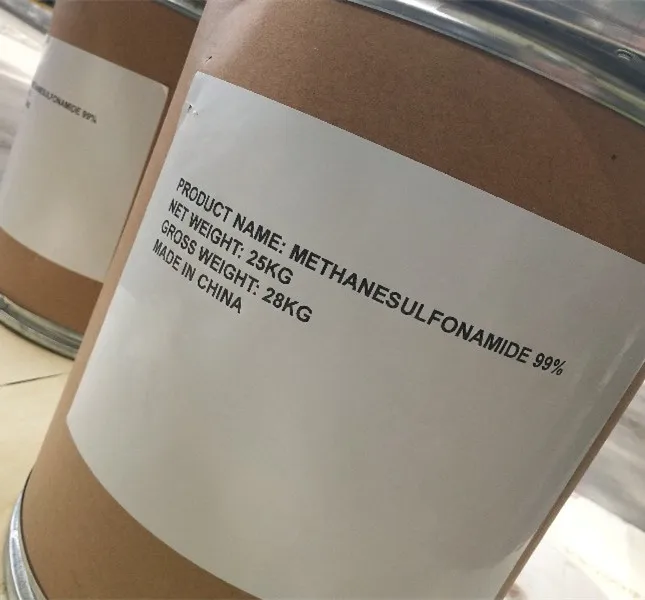 PRODUCT NAME: METHANESULFONAMIDE 99%
NET WEIGHT: 25KG
GROSS WEIGHT: 28KG
MADE IN CHINA